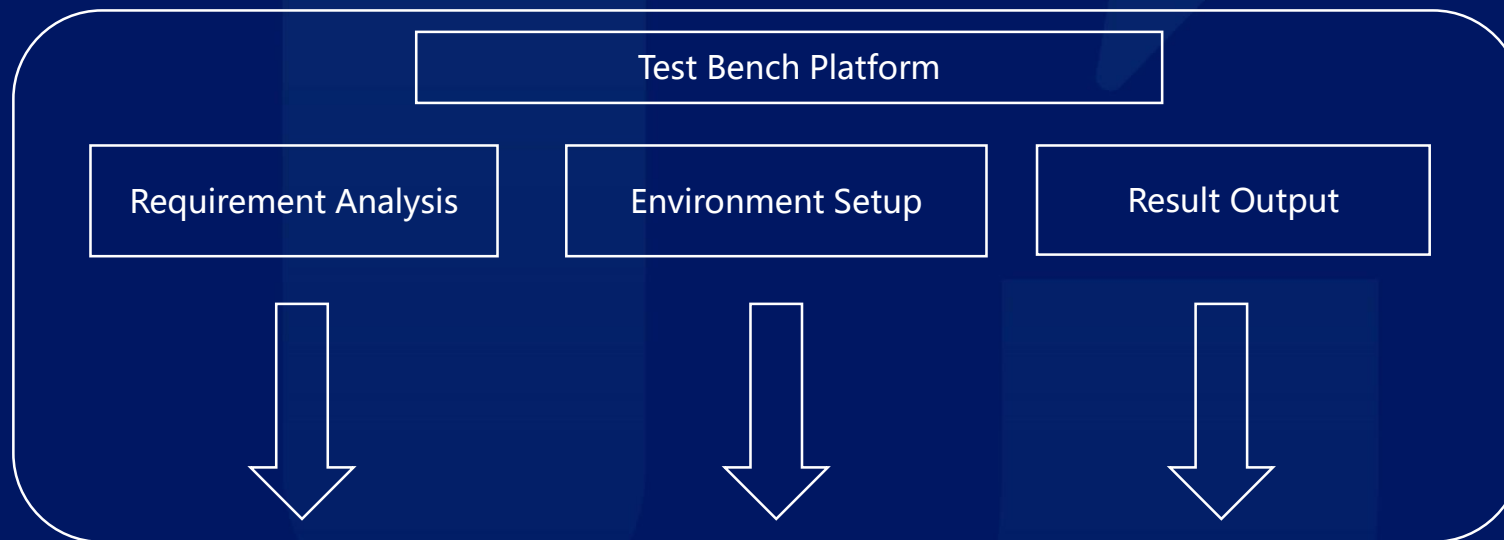 Test Bench Platform
Requirement Analysis
Environment Setup
Result Output